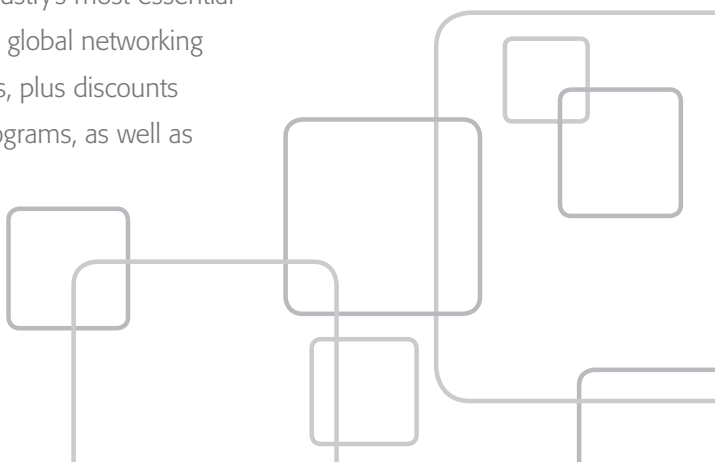 ustry's most essential
global networking
s, plus discounts
ograms, as well as